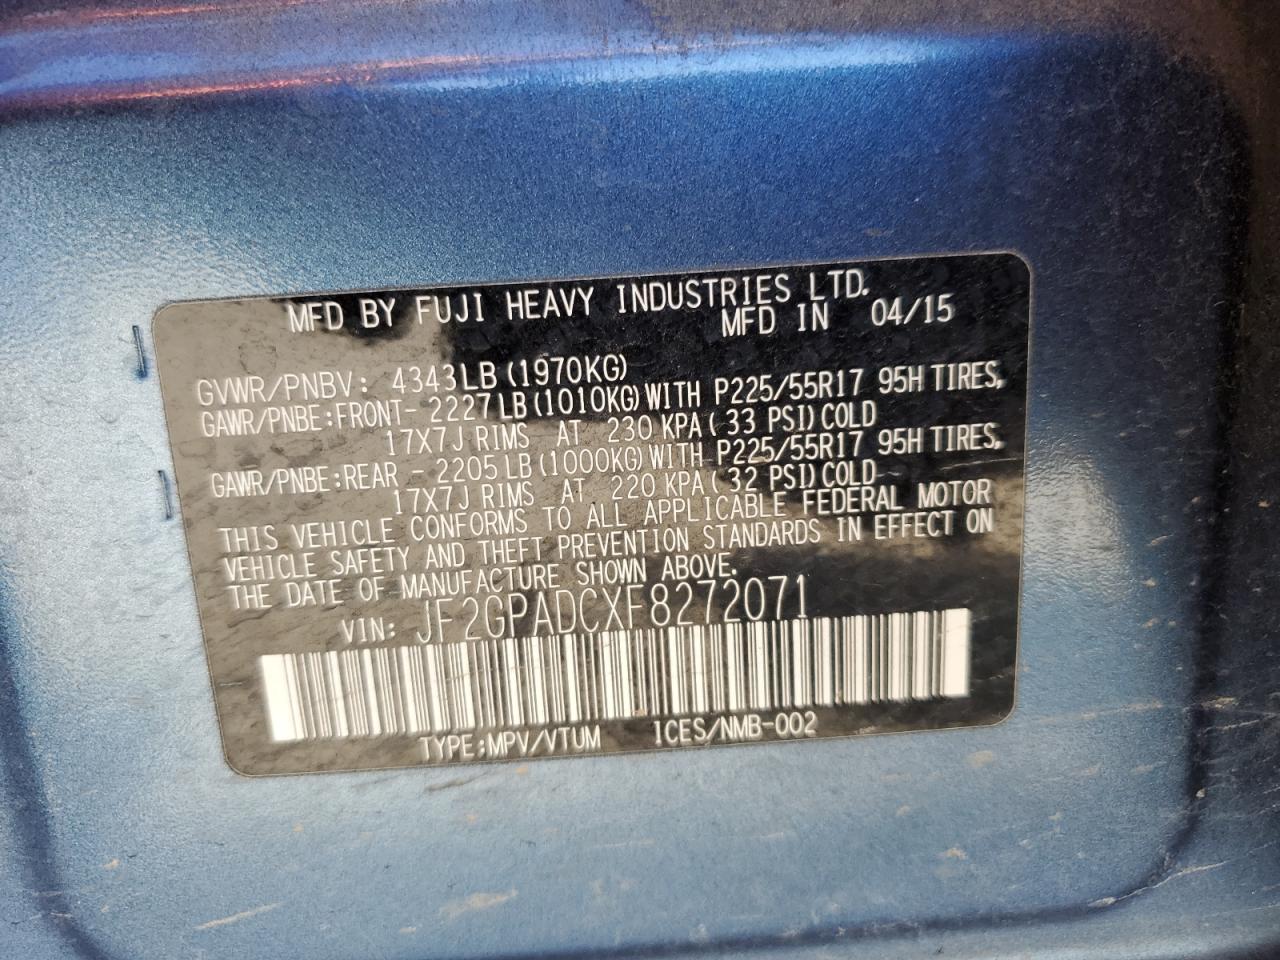 MFD BY FUJI HEAVY INDUSTRIES LTD.
MFD IN 04/15
GVWR/PNBV: 4343LB (1970KG)
GAWR/PNBE:FRONT- 2227LB(1010KG)WITH P225/55R17 95H TIRES,
17X7J RIMS AT 230 KPA( 33 PSI)COLD
GAWR/PNBE:REAR - 2205LB(1000KG)WITH P225/55R17 95H TIRES,
17X7J RIMS AT 220 KPA( 32 PSI)COLD
THIS VEHICLE CONFORMS TO ALL APPLICABLE FEDERAL MOTOR
VEHICLE SAFETY AND THEFT PREVENTION STANDARDS IN EFFECT ON
THE DATE OF MANUFACTURE SHOWN ABOVE.
VIN: JF2GPADCXF8272071
TYPE:MPV/VTUM 1CES/NMB-002